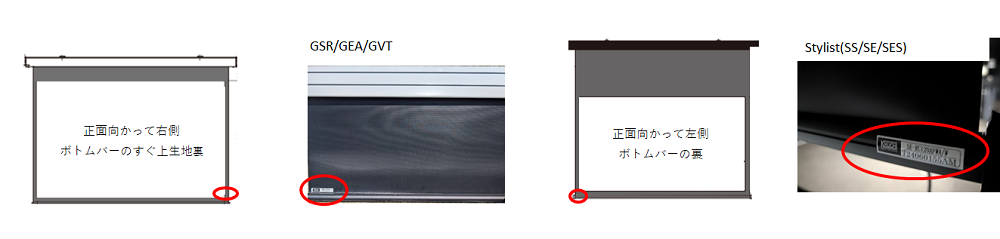 正面向かって右側
ボトムバーのすぐ上生地裏
GSR/GEA/GVT
正面向かって左側
ボトムバーの裏
Stylist(SS/SE/SES)
T24060155AM